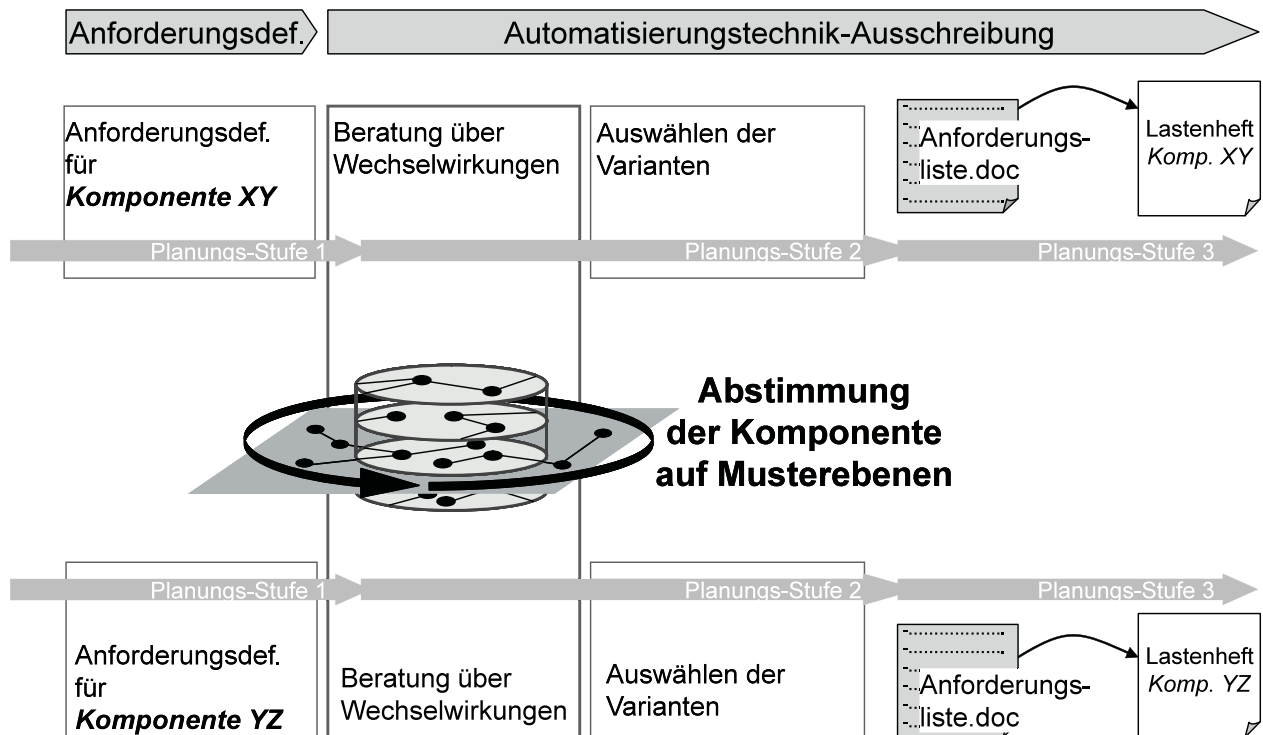 Anforderungsdef.
Automatisierungstechnik-Ausschreibung
Anforderungsdef.
für
Komponente XY
Beratung über
Wechselwirkungen
Auswählen der
Varianten
Anforderungs-
liste.doc
Lastenheft
Komp. XY
Planungs-Stufe 1
Planungs-Stufe 2
Planungs-Stufe 3
Abstimmung
der Komponente
auf Musterebenen
Planungs-Stufe 1
Planungs-Stufe 2
Planungs-Stufe 3
Anforderungsdef.
für
Komponente YZ
Beratung über
Wechselwirkungen
Auswählen der
Varianten
Anforderungs-
liste.doc
Lastenheft
Komp. YZ